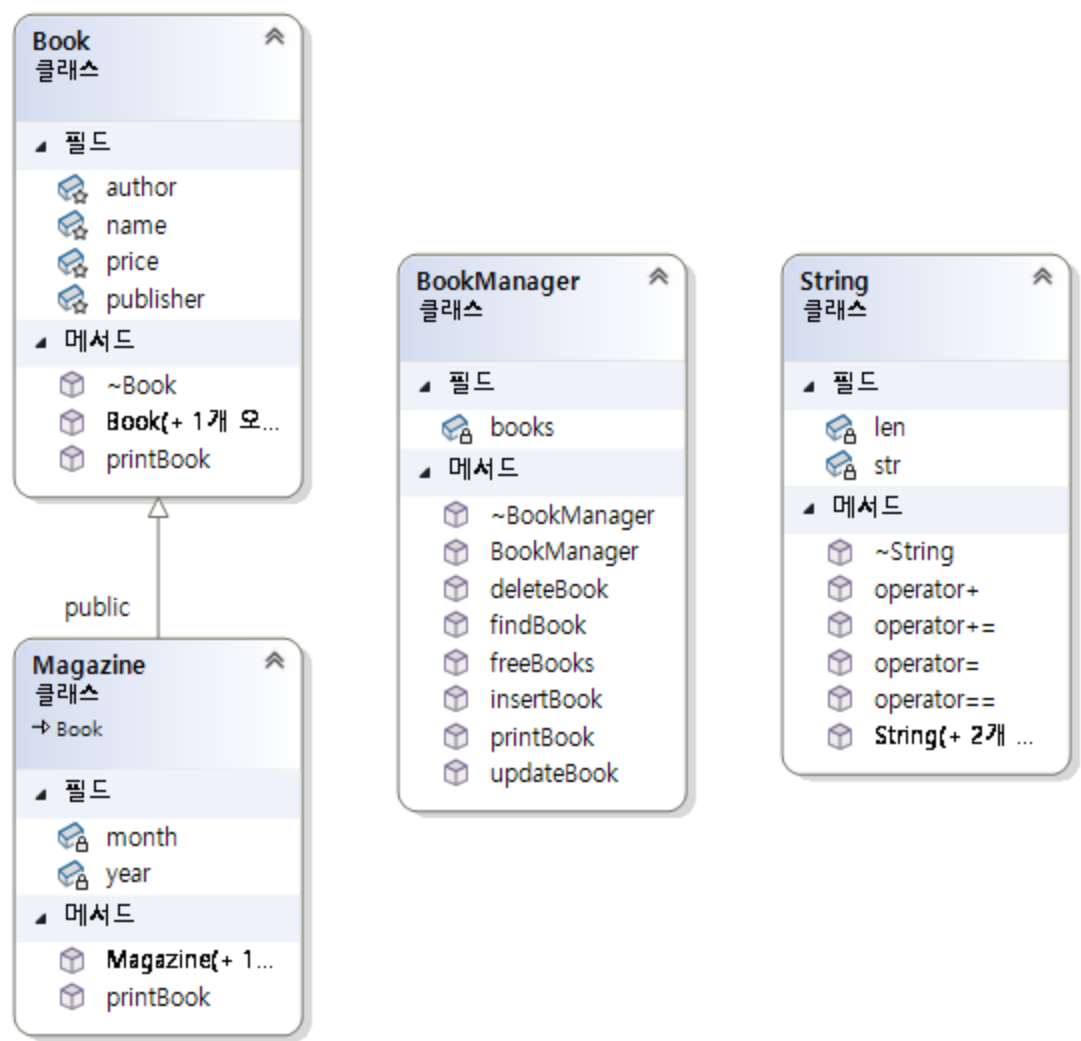 Book
클래스
필드
author
name
price
publisher
메서드
~Book
Book(+ 1개 오...
printBook
public
Magazine
클래스
Book
필드
month
year
메서드
Magazine(+ 1...
printBook
BookManager
클래스
필드
books
메서드
~BookManager
BookManager
deleteBook
findBook
freeBooks
insertBook
printBook
updateBook
String
클래스
필드
len
str
메서드
~String
operator+
operator+=
operator=
operator==
String(+ 2개 ...